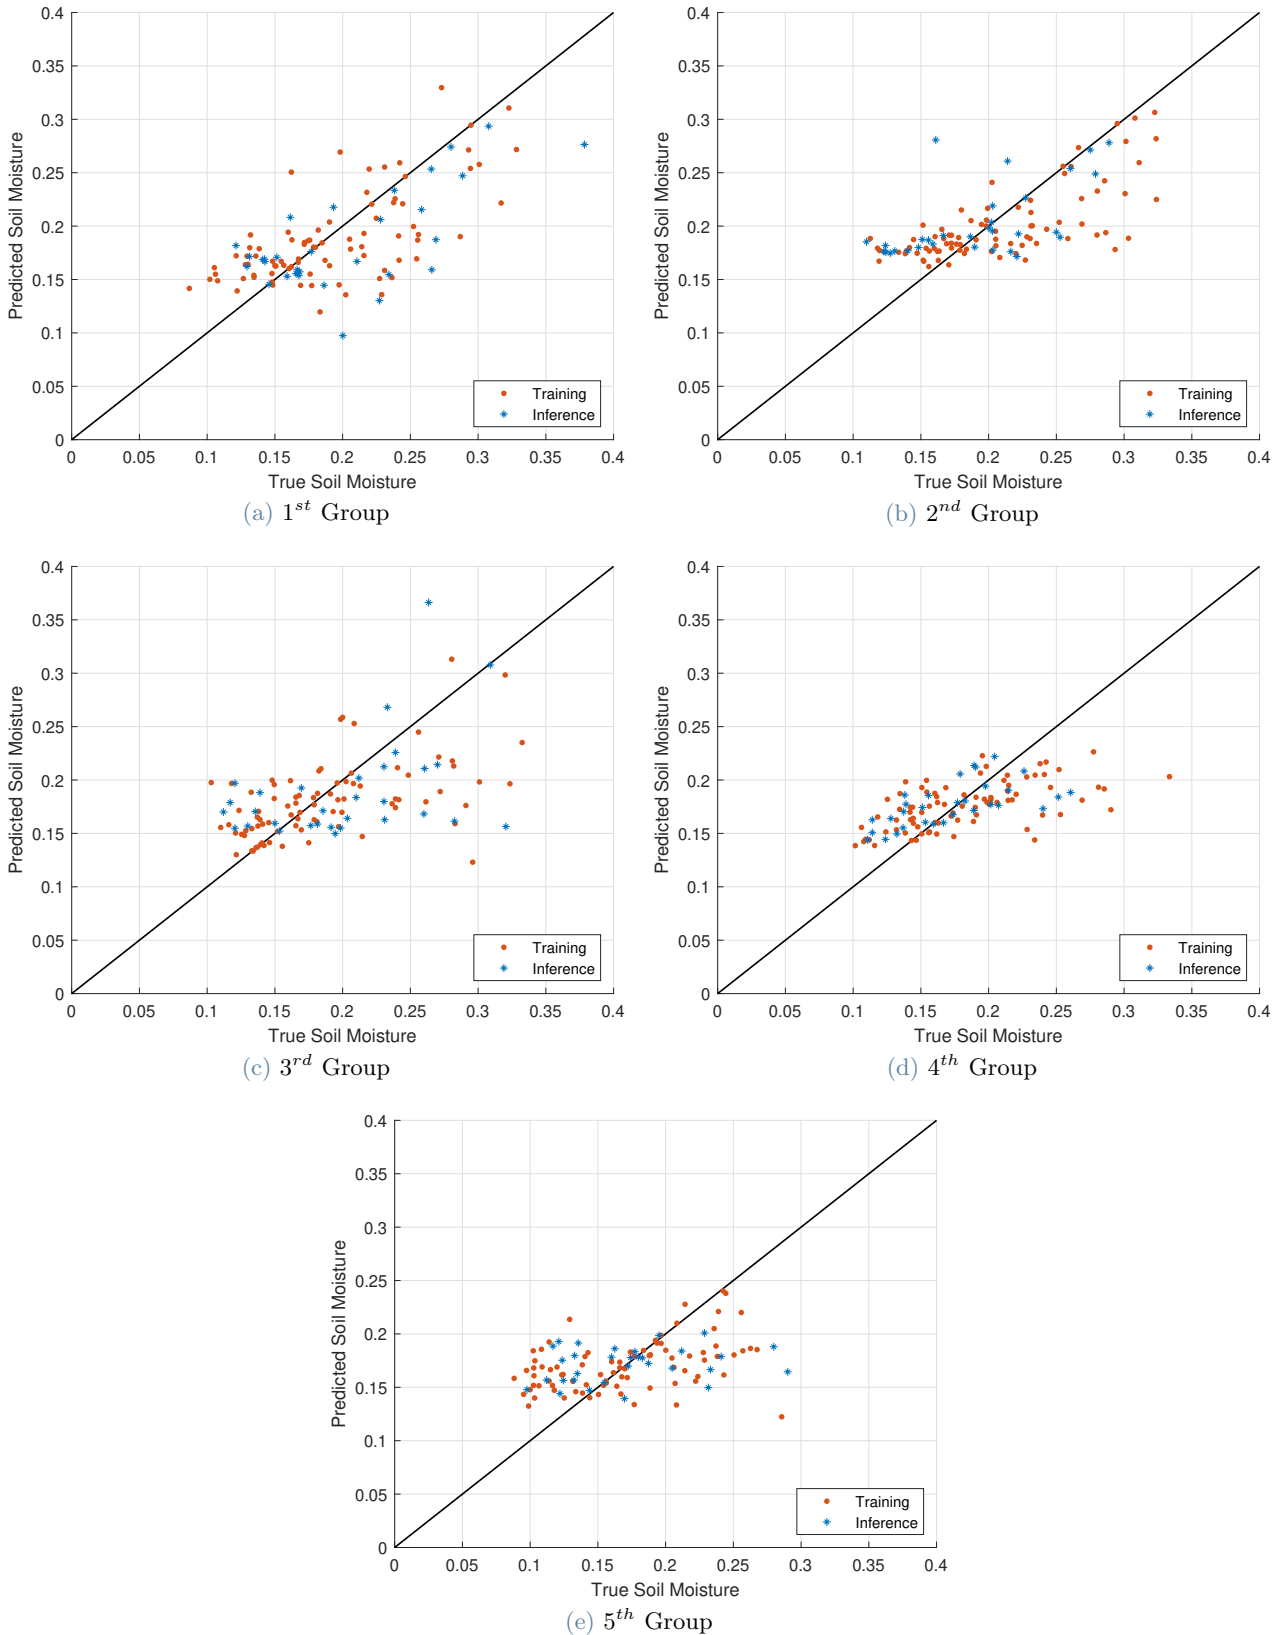 0.4
0.35
0.3
0.25
0.2
0.15
0.1
0.05
0
Predicted Soil Moisture
0 0.05 0.1 0.15 0.2 0.25 0.3 0.35 0.4
True Soil Moisture
Training
Inference
(a) 1st Group
0.4
0.35
0.3
0.25
0.2
0.15
0.1
0.05
0
Predicted Soil Moisture
0 0.05 0.1 0.15 0.2 0.25 0.3 0.35 0.4
True Soil Moisture
Training
Inference
(b) 2nd Group
0.4
0.35
0.3
0.25
0.2
0.15
0.1
0.05
0
Predicted Soil Moisture
0 0.05 0.1 0.15 0.2 0.25 0.3 0.35 0.4
True Soil Moisture
Training
Inference
(c) 3rd Group
0.4
0.35
0.3
0.25
0.2
0.15
0.1
0.05
0
Predicted Soil Moisture
0 0.05 0.1 0.15 0.2 0.25 0.3 0.35 0.4
True Soil Moisture
Training
Inference
(d) 4th Group
0.4
0.35
0.3
0.25
0.2
0.15
0.1
0.05
0
Predicted Soil Moisture
0 0.05 0.1 0.15 0.2 0.25 0.3 0.35 0.4
True Soil Moisture
Training
Inference
(e) 5th Group